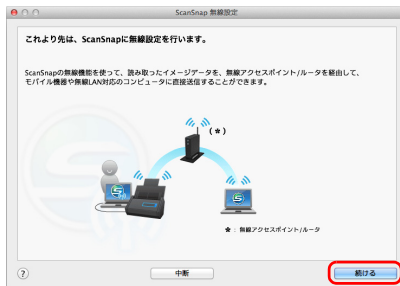 ScanSnap 無線設定
これより先は、ScanSnapに無線設定を行います。
ScanSnapの無線機能を使って、読み取ったイメージデータを、無線アクセスポイント/ルータを経由して、
モバイル機器や無線LAN対応のコンピュータに直接送信することができます。
(*)
* : 無線アクセスポイント/ルータ
?
中断
続ける